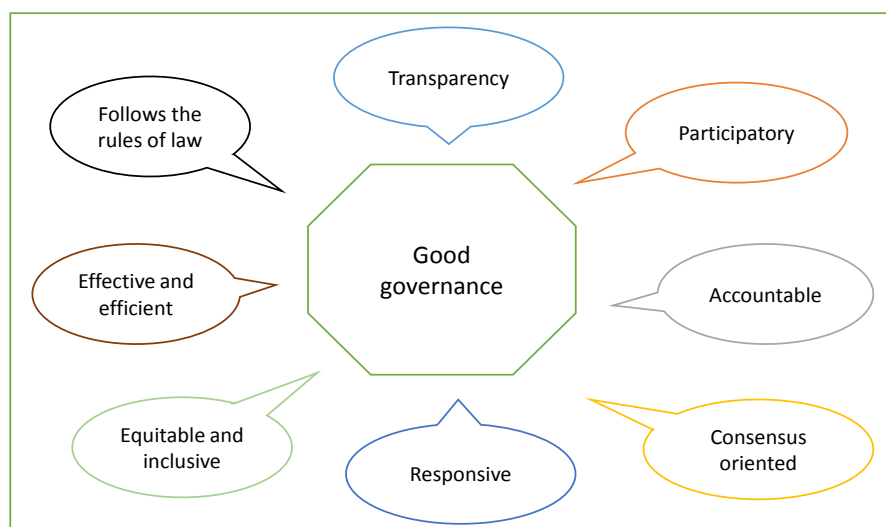 Transparency
Follows the
rules of law
Participatory
Good
governance
Effective and
efficient
Accountable
Equitable and
inclusive
Responsive
Consensus
oriented